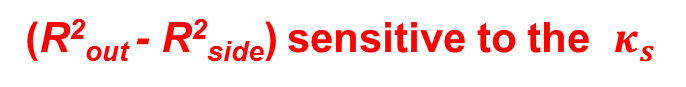 (R²out - R²side) sensitive to the κs